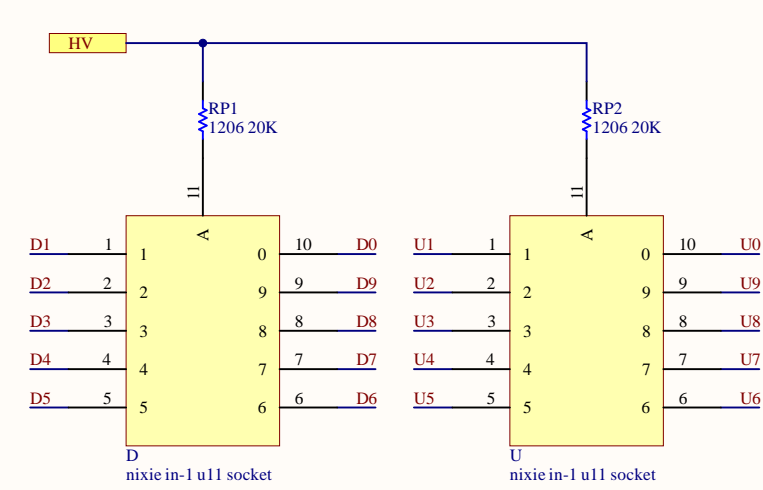 HV
RP1
1206 20K
RP2
1206 20K
11
11
A
A
D1 1 1 0 10 D0
U1 1 1 0 10 U0
D2 2 2 9 9 D9
U2 2 2 9 9 U9
D3 3 3 8 8 D8
U3 3 3 8 8 U8
D4 4 4 7 7 D7
U4 4 4 7 7 U7
D5 5 5 6 6 D6
U5 5 5 6 6 U6
D
nixie in-1 u11 socket
U
nixie in-1 u11 socket